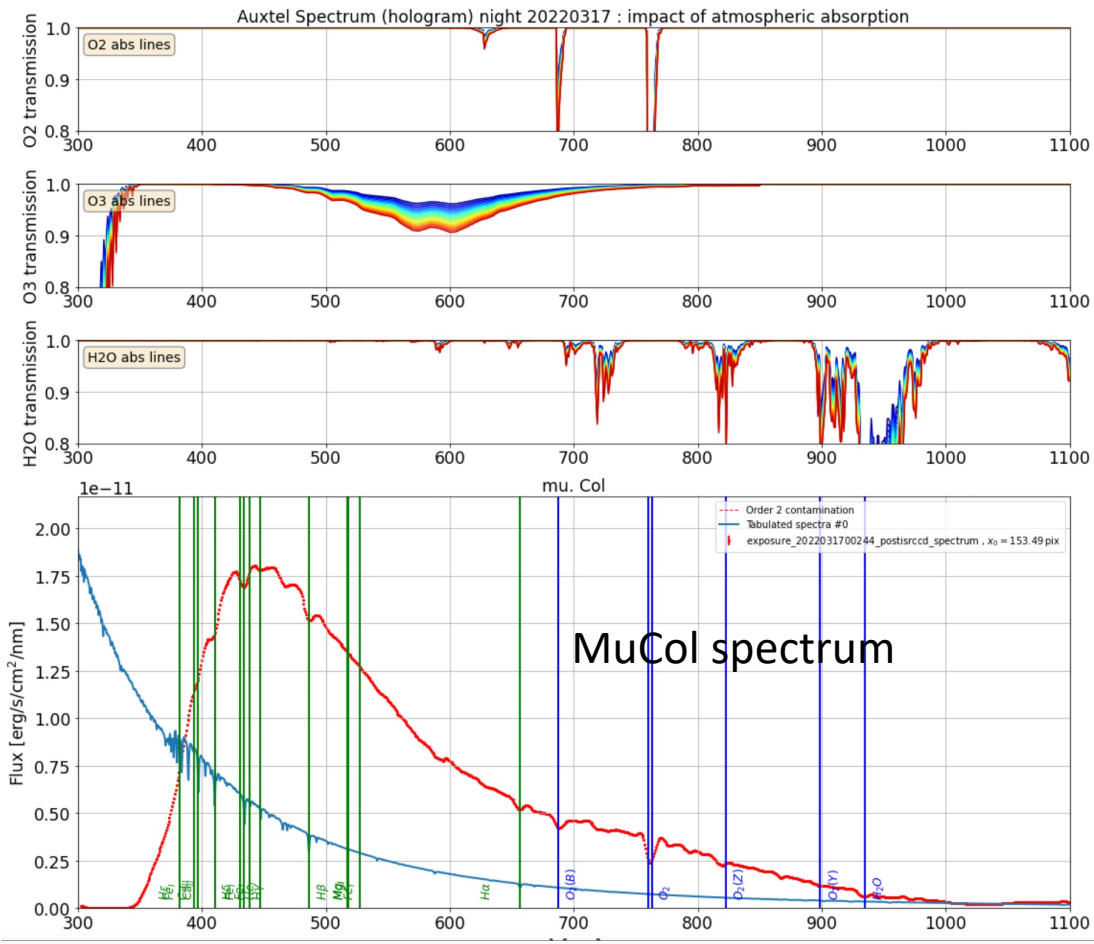 Auxtel Spectrum (hologram) night 20220317 : impact of atmospheric absorption
O2 transmission
1.0
0.9
0.8
O2 abs lines
300 400 500 600 700 800 900 1000 1100
O3 transmission
1.0
0.9
0.8
O3 abs lines
300 400 500 600 700 800 900 1000 1100
H2O transmission
1.0
0.9
0.8
H2O abs lines
300 400 500 600 700 800 900 1000 1100
1e−11
mu. Col
Flux [erg/s/cm²/nm]
2.00
1.75
1.50
1.25
1.00
0.75
0.50
0.25
0.00
Order 2 contamination
Tabulated spectra #0
exposure_2022031700244_postisrccd_spectrum , x₀ = 153.49 pix
MuCol spectrum
Hβ
Hα
O₂(B)
O₂
O₂(Z)
O₂(Y)
H₂O
300 400 500 600 700 800 900 1000 1100